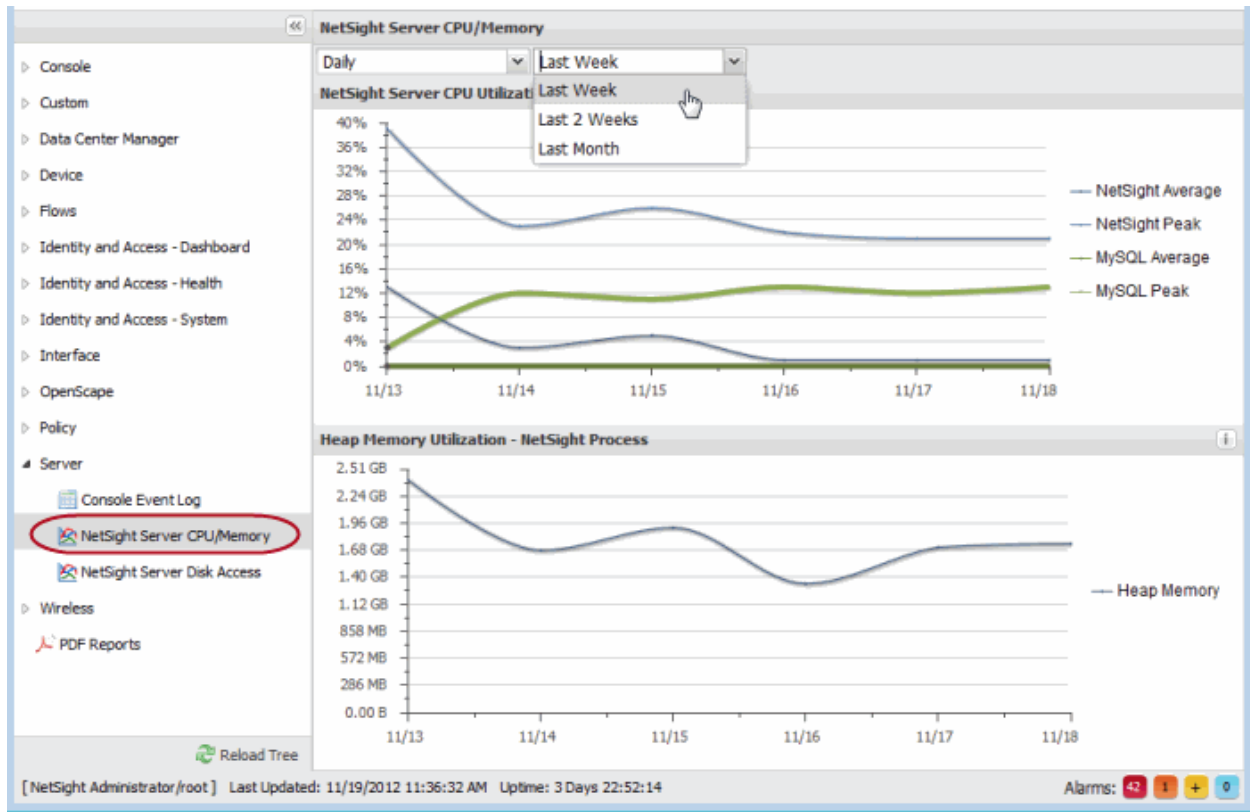 NetSight Server CPU/Memory
Console
Custom
Data Center Manager
Device
Flows
Identity and Access - Dashboard
Identity and Access - Health
Identity and Access - System
Interface
OpenScape
Policy
Server
Console Event Log
NetSight Server CPU/Memory
NetSight Server Disk Access
Wireless
PDF Reports
Reload Tree
Daily
Last Week
NetSight Server CPU Utilizati
Last Week
Last 2 Weeks
Last Month
40%
36%
32%
28%
24%
20%
16%
12%
8%
4%
0%
11/13 11/14 11/15 11/16 11/17 11/18
NetSight Average
NetSight Peak
MySQL Average
MySQL Peak
Heap Memory Utilization - NetSight Process
2.51 GB
2.24 GB
1.96 GB
1.68 GB
1.40 GB
1.12 GB
858 MB
572 MB
286 MB
0.00 B
11/13 11/14 11/15 11/16 11/17 11/18
Heap Memory
[ NetSight Administrator/root ] Last Updated: 11/19/2012 11:36:32 AM Uptime: 3 Days 22:52:14
Alarms: 42 1 + 0